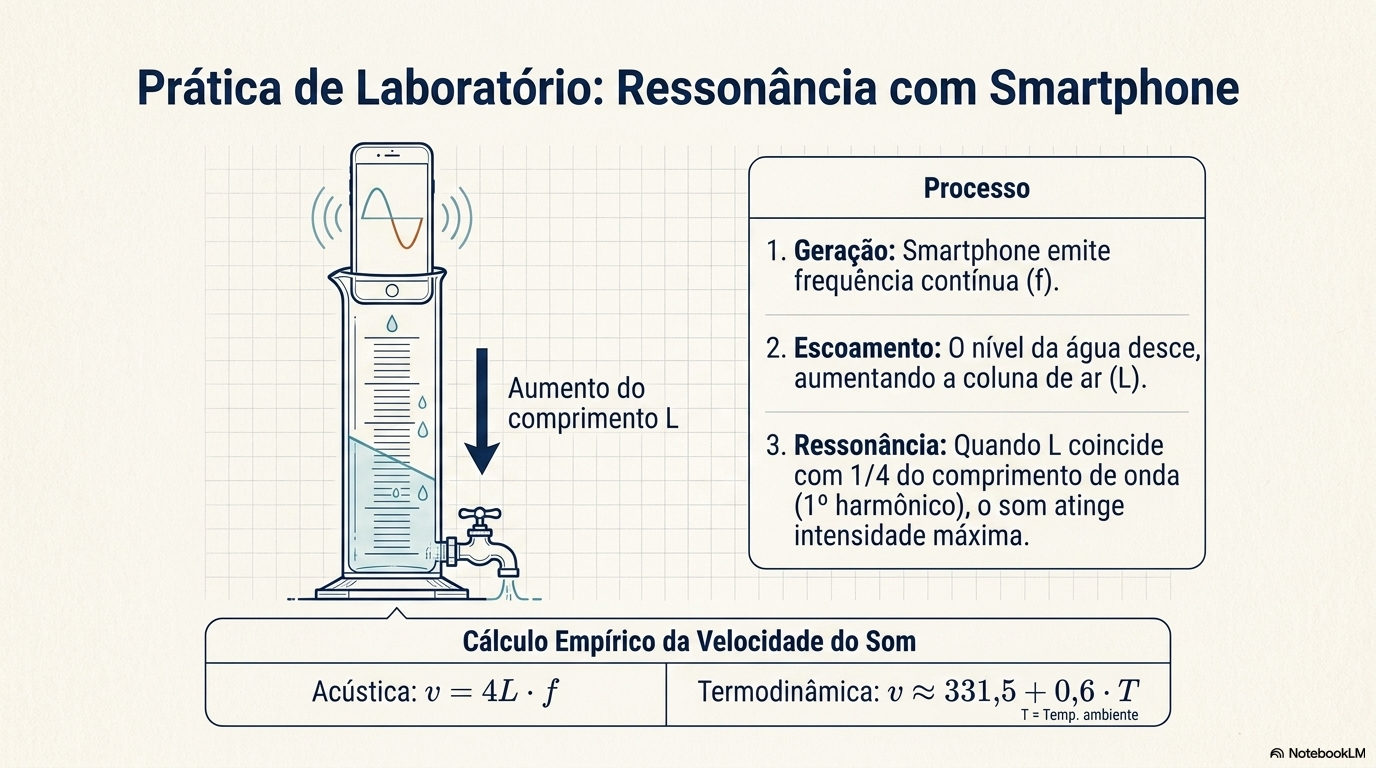 Prática de Laboratório: Ressonância com Smartphone
Aumento do
comprimento L
Processo
1. Geração: Smartphone emite
frequência contínua (f).
2. Escoamento: O nível da água desce,
aumentando a coluna de ar (L).
3. Ressonância: Quando L coincide
com 1/4 do comprimento de onda
(1º harmônico), o som atinge
intensidade máxima.
Cálculo Empírico da Velocidade do Som
Acústica: v = 4L · f
Termodinâmica: v ≈ 331,5 + 0,6 · T
T = Temp. ambiente
NotebookLM